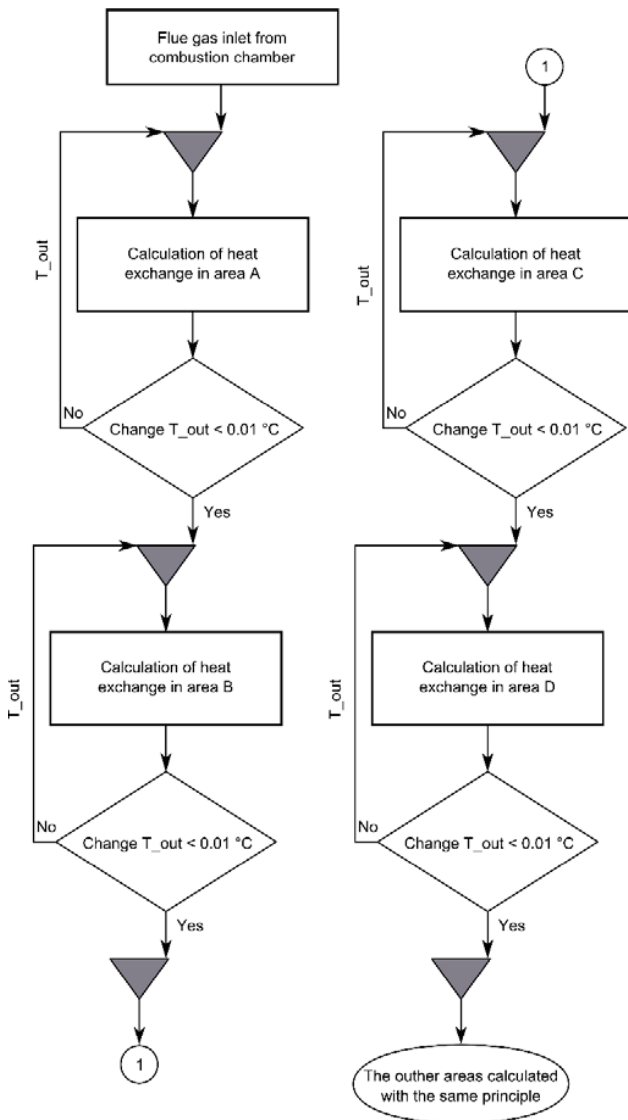 Flue gas inlet from
combustion chamber
T_out
Calculation of heat
exchange in area A
No
Change T_out < 0.01 °C
Yes
T_out
Calculation of heat
exchange in area B
No
Change T_out < 0.01 °C
Yes
1
1
T_out
Calculation of heat
exchange in area C
No
Change T_out < 0.01 °C
Yes
T_out
Calculation of heat
exchange in area D
No
Change T_out < 0.01 °C
Yes
The outher areas calculated
with the same principle